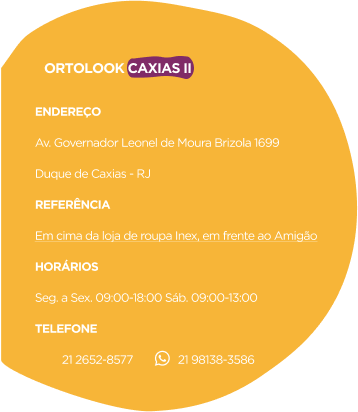 ORTOLOOK CAXIAS II
ENDEREÇO
Av. Governador Leonel de Moura Brizola 1699
Duque de Caxias - RJ
REFERÊNCIA
Em cima da loja de roupa Inex, em frente ao Amigão
HORÁRIOS
Seg. a Sex. 09:00-18:00 Sáb. 09:00-13:00
TELEFONE
21 2652-8577 21 98138-3586